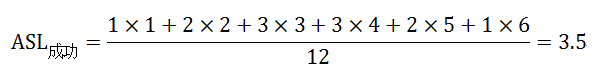 ASL成功 = (1 × 1 + 2 × 2 + 3 × 3 + 3 × 4 + 2 × 5 + 1 × 6) / 12 = 3.5